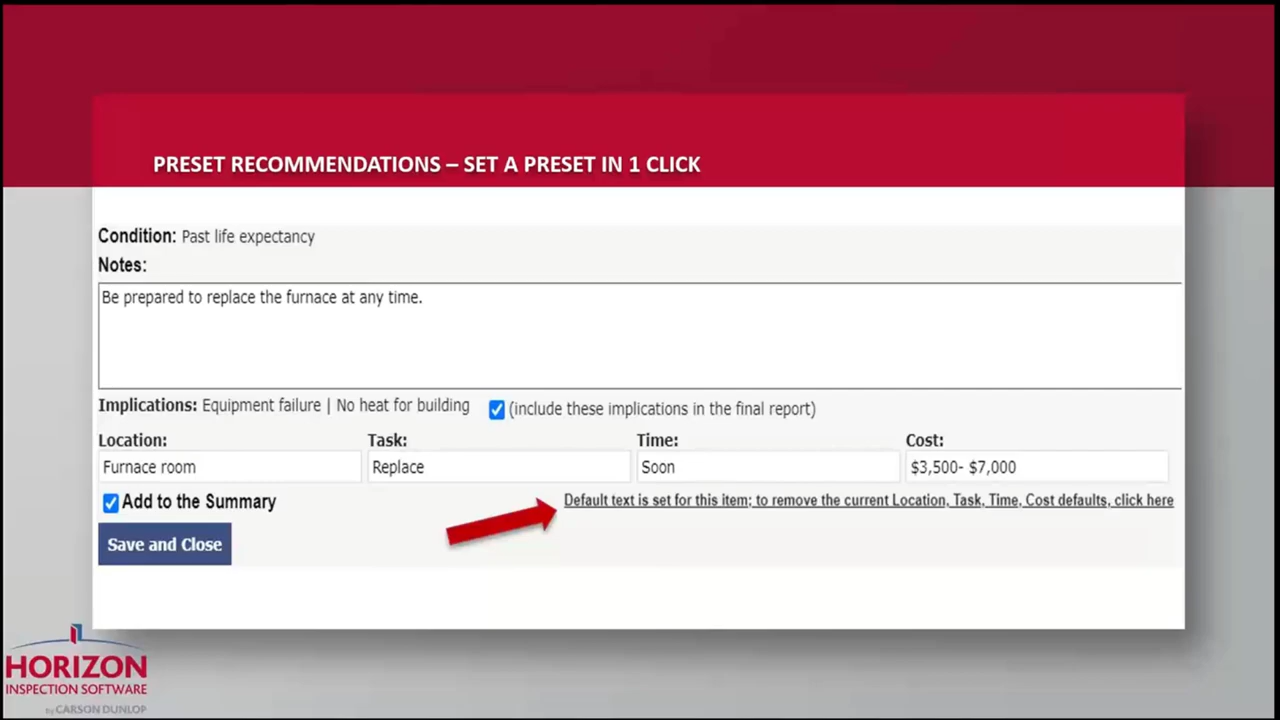 PRESET RECOMMENDATIONS – SET A PRESET IN 1 CLICK
Condition: Past life expectancy
Notes:
Be prepared to replace the furnace at any time.
Implications: Equipment failure | No heat for building (include these implications in the final report)
Location: Task: Time: Cost:
Furnace room Replace Soon $3,500- $7,000
Add to the Summary Default text is set for this item; to remove the current Location, Task, Time, Cost defaults, click here
Save and Close
HORIZON
INSPECTION SOFTWARE
by CARSON DUNLOP